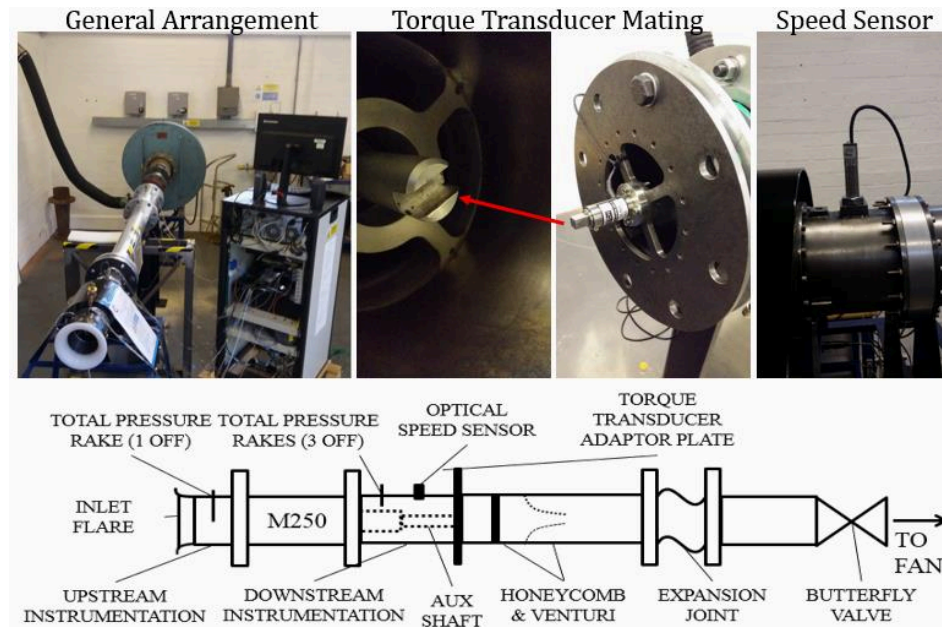 General Arrangement
Torque Transducer Mating
Speed Sensor
TOTAL PRESSURE
RAKE (1 OFF)
TOTAL PRESSURE
RAKES (3 OFF)
OPTICAL
SPEED SENSOR
TORQUE
TRANSDUCER
ADAPTOR PLATE
INLET
FLARE
M250
TO
FAN
UPSTREAM
INSTRUMENTATION
DOWNSTREAM
INSTRUMENTATION
AUX
SHAFT
HONEYCOMB
& VENTURI
EXPANSION
JOINT
BUTTERFLY
VALVE